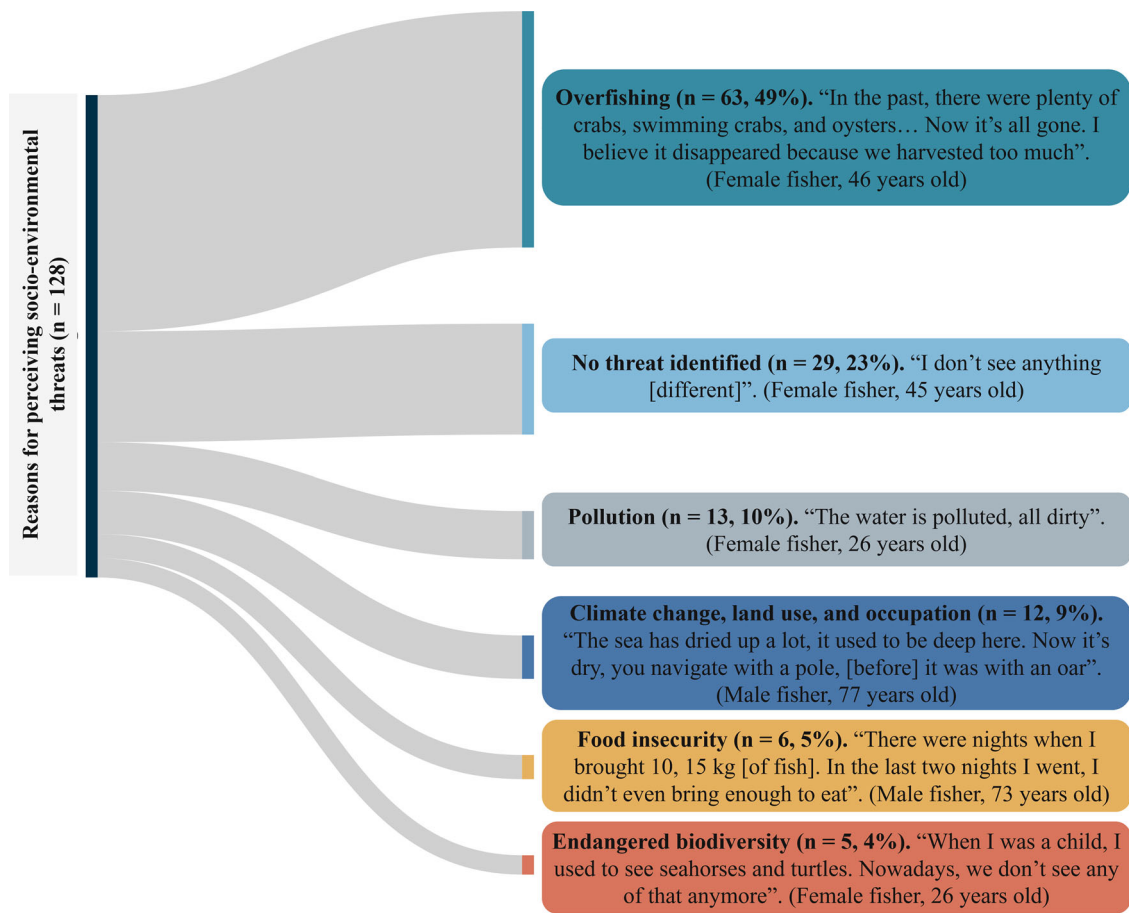 Reasons for perceiving socio-environmental
threats (n = 128)
Overfishing (n = 63, 49%). “In the past, there were plenty of
crabs, swimming crabs, and oysters… Now it’s all gone. I
believe it disappeared because we harvested too much”.
(Female fisher, 46 years old)
No threat identified (n = 29, 23%). “I don’t see anything
[different]”. (Female fisher, 45 years old)
Pollution (n = 13, 10%). “The water is polluted, all dirty”.
(Female fisher, 26 years old)
Climate change, land use, and occupation (n = 12, 9%).
“The sea has dried up a lot, it used to be deep here. Now it’s
dry, you navigate with a pole, [before] it was with an oar”.
(Male fisher, 77 years old)
Food insecurity (n = 6, 5%). “There were nights when I
brought 10, 15 kg [of fish]. In the last two nights I went, I
didn’t even bring enough to eat”. (Male fisher, 73 years old)
Endangered biodiversity (n = 5, 4%). “When I was a child, I
used to see seahorses and turtles. Nowadays, we don’t see any
of that anymore”. (Female fisher, 26 years old)